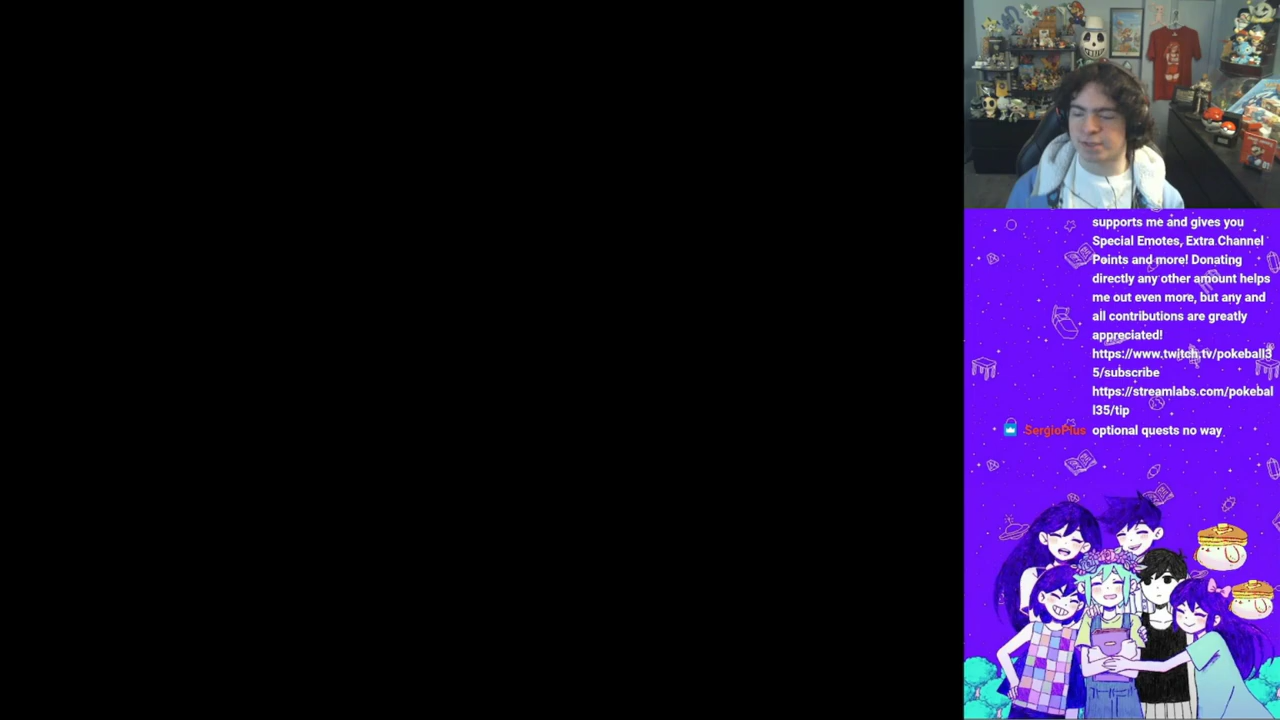 supports me and gives you
Special Emotes, Extra Channel
Points and more! Donating
directly any other amount helps
me out even more, but any and
all contributions are greatly
appreciated!
https://www.twitch.tv/pokeball3
5/subscribe
https://streamlabs.com/pokebal
l35/tip
SergioPlus optional quests no way